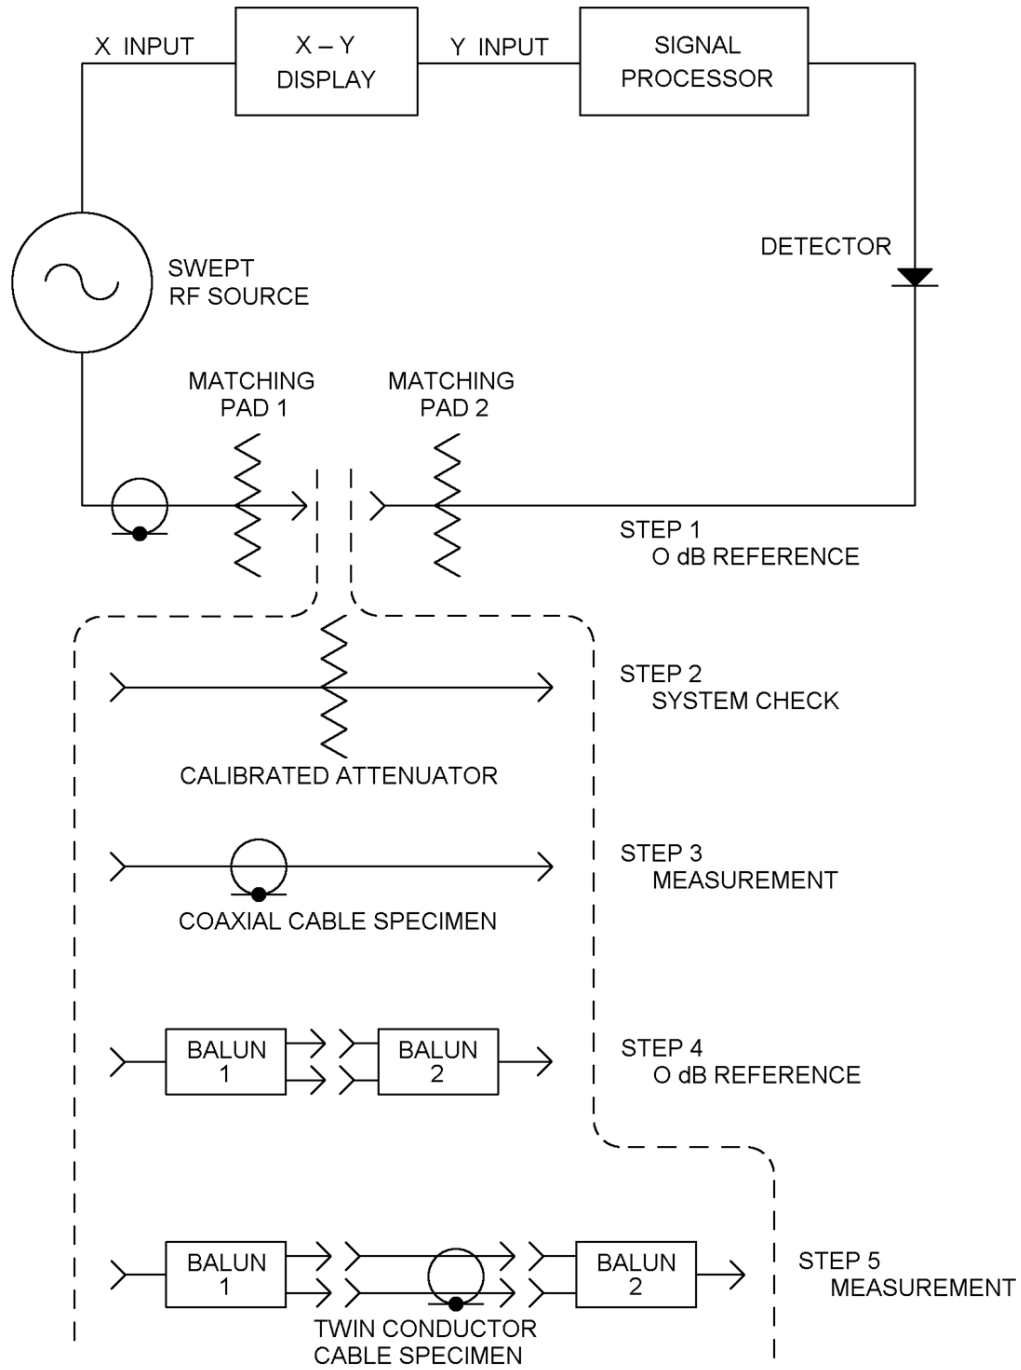 X INPUT
X – Y
DISPLAY
Y INPUT
SIGNAL
PROCESSOR
DETECTOR
SWEPT
RF SOURCE
MATCHING
PAD 1
MATCHING
PAD 2
STEP 1
O dB REFERENCE
STEP 2
SYSTEM CHECK
CALIBRATED ATTENUATOR
STEP 3
MEASUREMENT
COAXIAL CABLE SPECIMEN
BALUN
1
BALUN
2
STEP 4
O dB REFERENCE
BALUN
1
BALUN
2
STEP 5
MEASUREMENT
TWIN CONDUCTOR
CABLE SPECIMEN